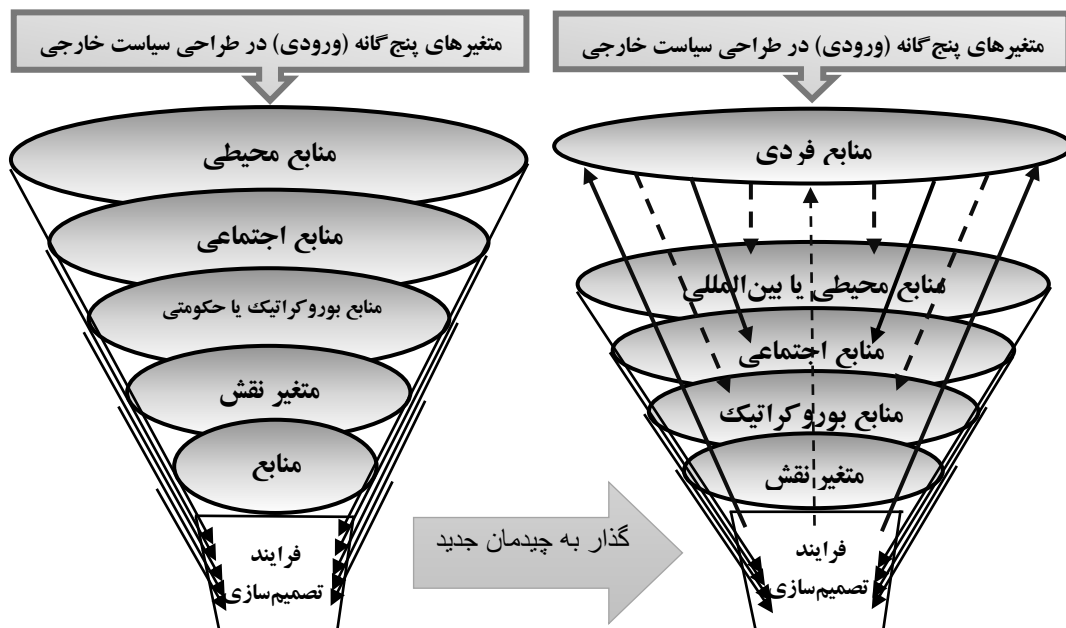 متغیرهای پنج‌گانه (ورودی) در طراحی سیاست خارجی
منابع فردی
منابع محیطی یا بین‌المللی
منابع اجتماعی
منابع بوروکراتیک
متغیر نقش
فرایند
تصمیم‌سازی
گذار به چیدمان جدید
متغیرهای پنج‌گانه (ورودی) در طراحی سیاست خارجی
منابع محیطی
منابع اجتماعی
منابع بوروکراتیک یا حکومتی
متغیر نقش
منابع
فرایند
تصمیم‌سازی